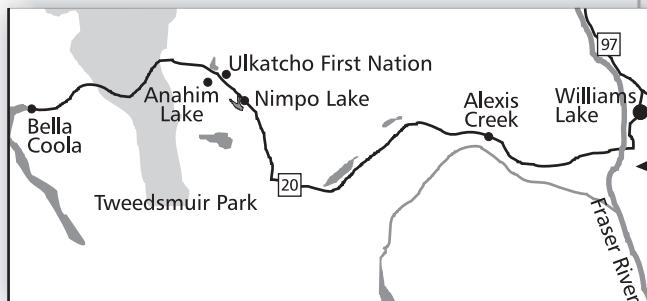 97
Ulkatcho First Nation
Anahim
Lake
Nimpo Lake
Alexis
Creek
Williams
Lake
Bella
Coola
20
Tweedsmuir Park
Fraser River